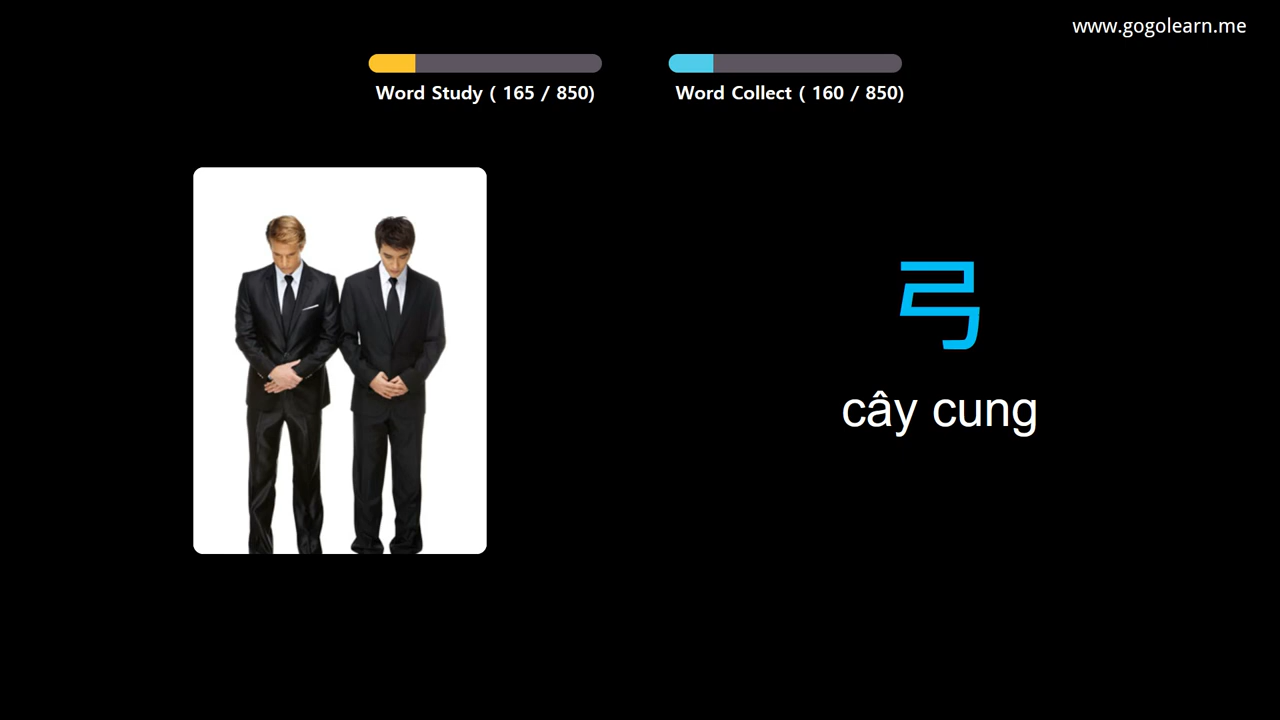 www.gogolearn.me
Word Study ( 165 / 850)
Word Collect ( 160 / 850)
弓
cây cung